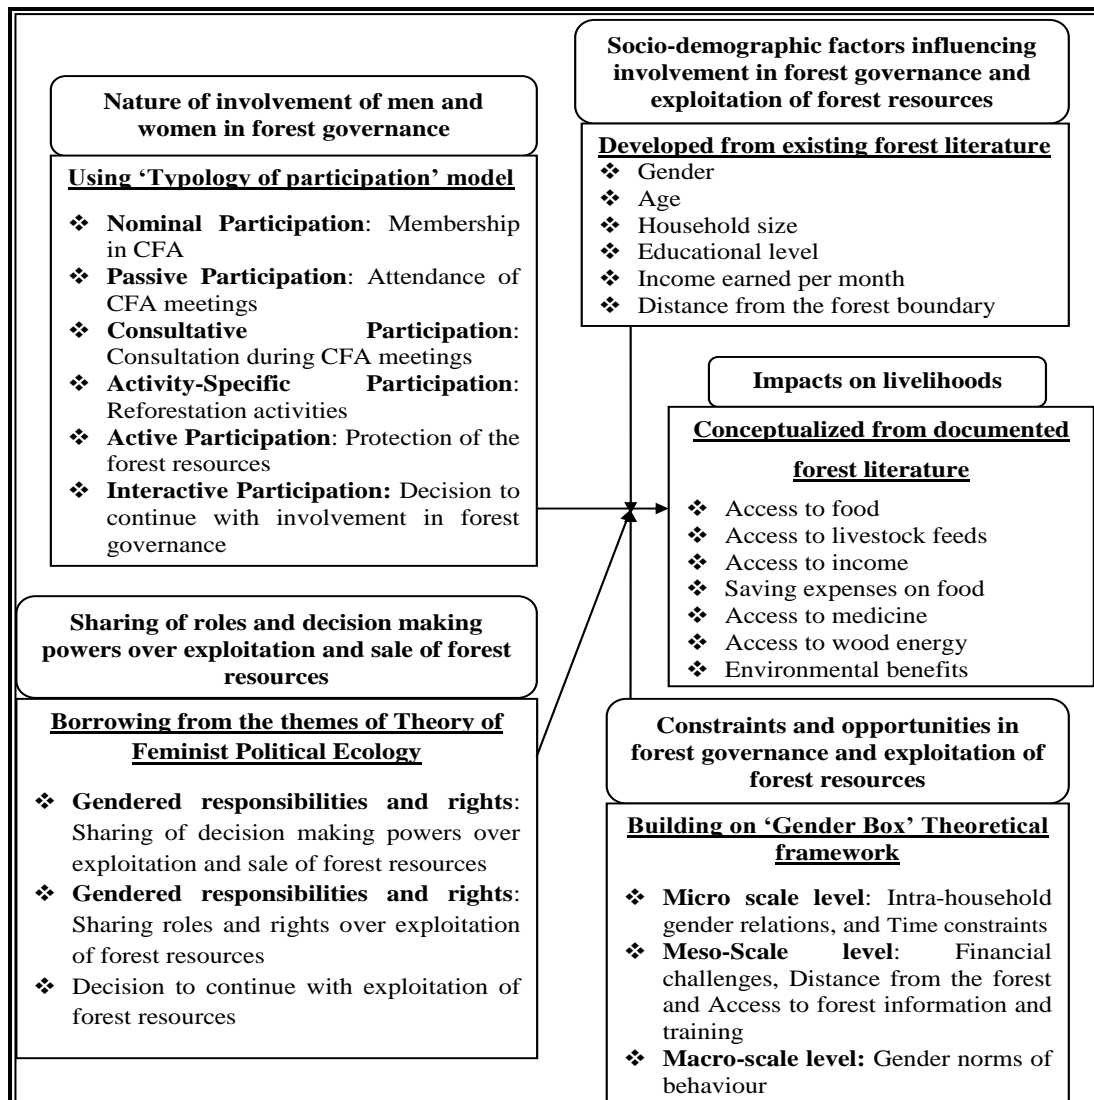 Nature of involvement of men and
women in forest governance
Using ‘Typology of participation’ model
❖ Nominal Participation: Membership
in CFA
❖ Passive Participation: Attendance of
CFA meetings
❖ Consultative Participation:
Consultation during CFA meetings
❖ Activity-Specific Participation:
Reforestation activities
❖ Active Participation: Protection of the
forest resources
❖ Interactive Participation: Decision to
continue with involvement in forest
governance
Socio-demographic factors influencing
involvement in forest governance and
exploitation of forest resources
Developed from existing forest literature
❖ Gender
❖ Age
❖ Household size
❖ Educational level
❖ Income earned per month
❖ Distance from the forest boundary
Impacts on livelihoods
Conceptualized from documented
forest literature
❖ Access to food
❖ Access to livestock feeds
❖ Access to income
❖ Saving expenses on food
❖ Access to medicine
❖ Access to wood energy
❖ Environmental benefits
Sharing of roles and decision making
powers over exploitation and sale of forest
resources
Borrowing from the themes of Theory of
Feminist Political Ecology
❖ Gendered responsibilities and rights:
Sharing of decision making powers over
exploitation and sale of forest resources
❖ Gendered responsibilities and rights:
Sharing roles and rights over exploitation
of forest resources
❖ Decision to continue with exploitation of
forest resources
Constraints and opportunities in
forest governance and exploitation of
forest resources
Building on ‘Gender Box’ Theoretical
framework
❖ Micro scale level: Intra-household
gender relations, and Time constraints
❖ Meso-Scale level: Financial
challenges, Distance from the forest
and Access to forest information and
training
❖ Macro-scale level: Gender norms of
behaviour